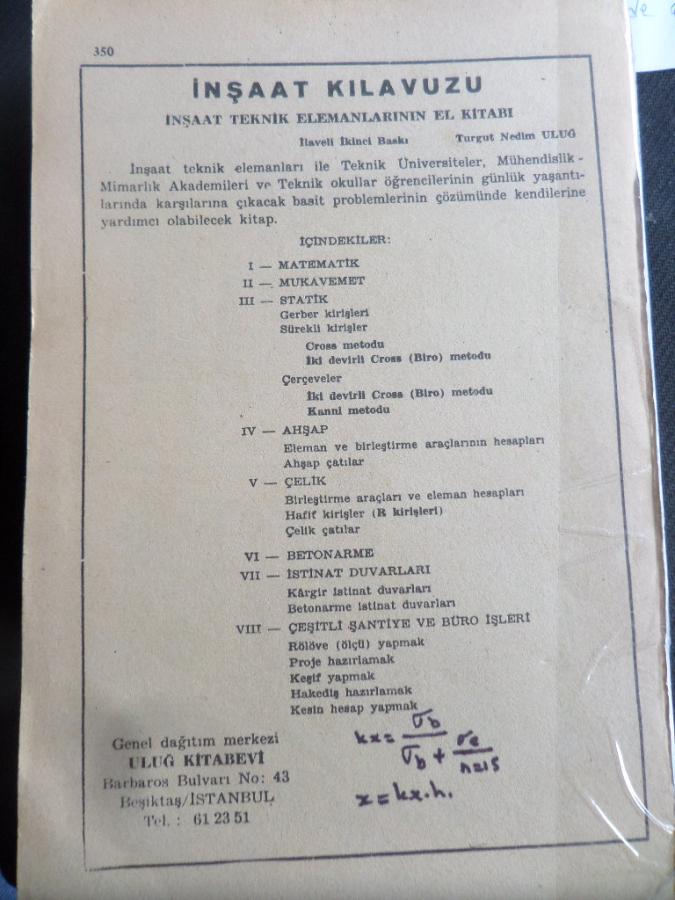 350
İNŞAAT KILAVUZU
İNŞAAT TEKNİK ELEMANLARININ EL KİTABI
İlaveli İkinci Baskı Turgut Nedim ULUĞ
İnşaat teknik elemanları ile Teknik Üniversiteler, Mühendislik -
Mimarlık Akademileri ve Teknik okullar öğrencilerinin günlük yaşantı-
larında karşılarına çıkacak basit problemlerinin çözümünde kendilerine
yardımcı olabilecek kitap.
İÇİNDEKİLER:
I — MATEMATİK
II — MUKAVEMET
III — STATİK
Gerber kirişleri
Sürekli kirişler
Cross metodu
İki devirli Cross (Biro) metodu
Çerçeveler
İki devirli Cross (Biro) metodu
Kanni metodu
IV — AHŞAP
Eleman ve birleştirme araçlarının hesapları
Ahşap çatılar
V — ÇELİK
Birleştirme araçları ve eleman hesapları
Hafif kirişler (R kirişleri)
Çelik çatılar
VI — BETONARME
VII — İSTİNAT DUVARLARI
Kârgir istinat duvarları
Betonarme istinat duvarları
VIII — ÇEŞİTLİ ŞANTİYE VE BÜRO İŞLERİ
Rölöve (ölçü) yapmak
Proje hazırlamak
Keşif yapmak
Hakediş hazırlamak
Kesin hesap yapmak
Genel dağıtım merkezi
ULUĞ KİTABEVİ
Barbaros Bulvarı No: 43
Beşiktaş/İSTANBUL
Tel. : 61 23 51
kx = σb / (σb + σe / n=15)
x = kx.h.